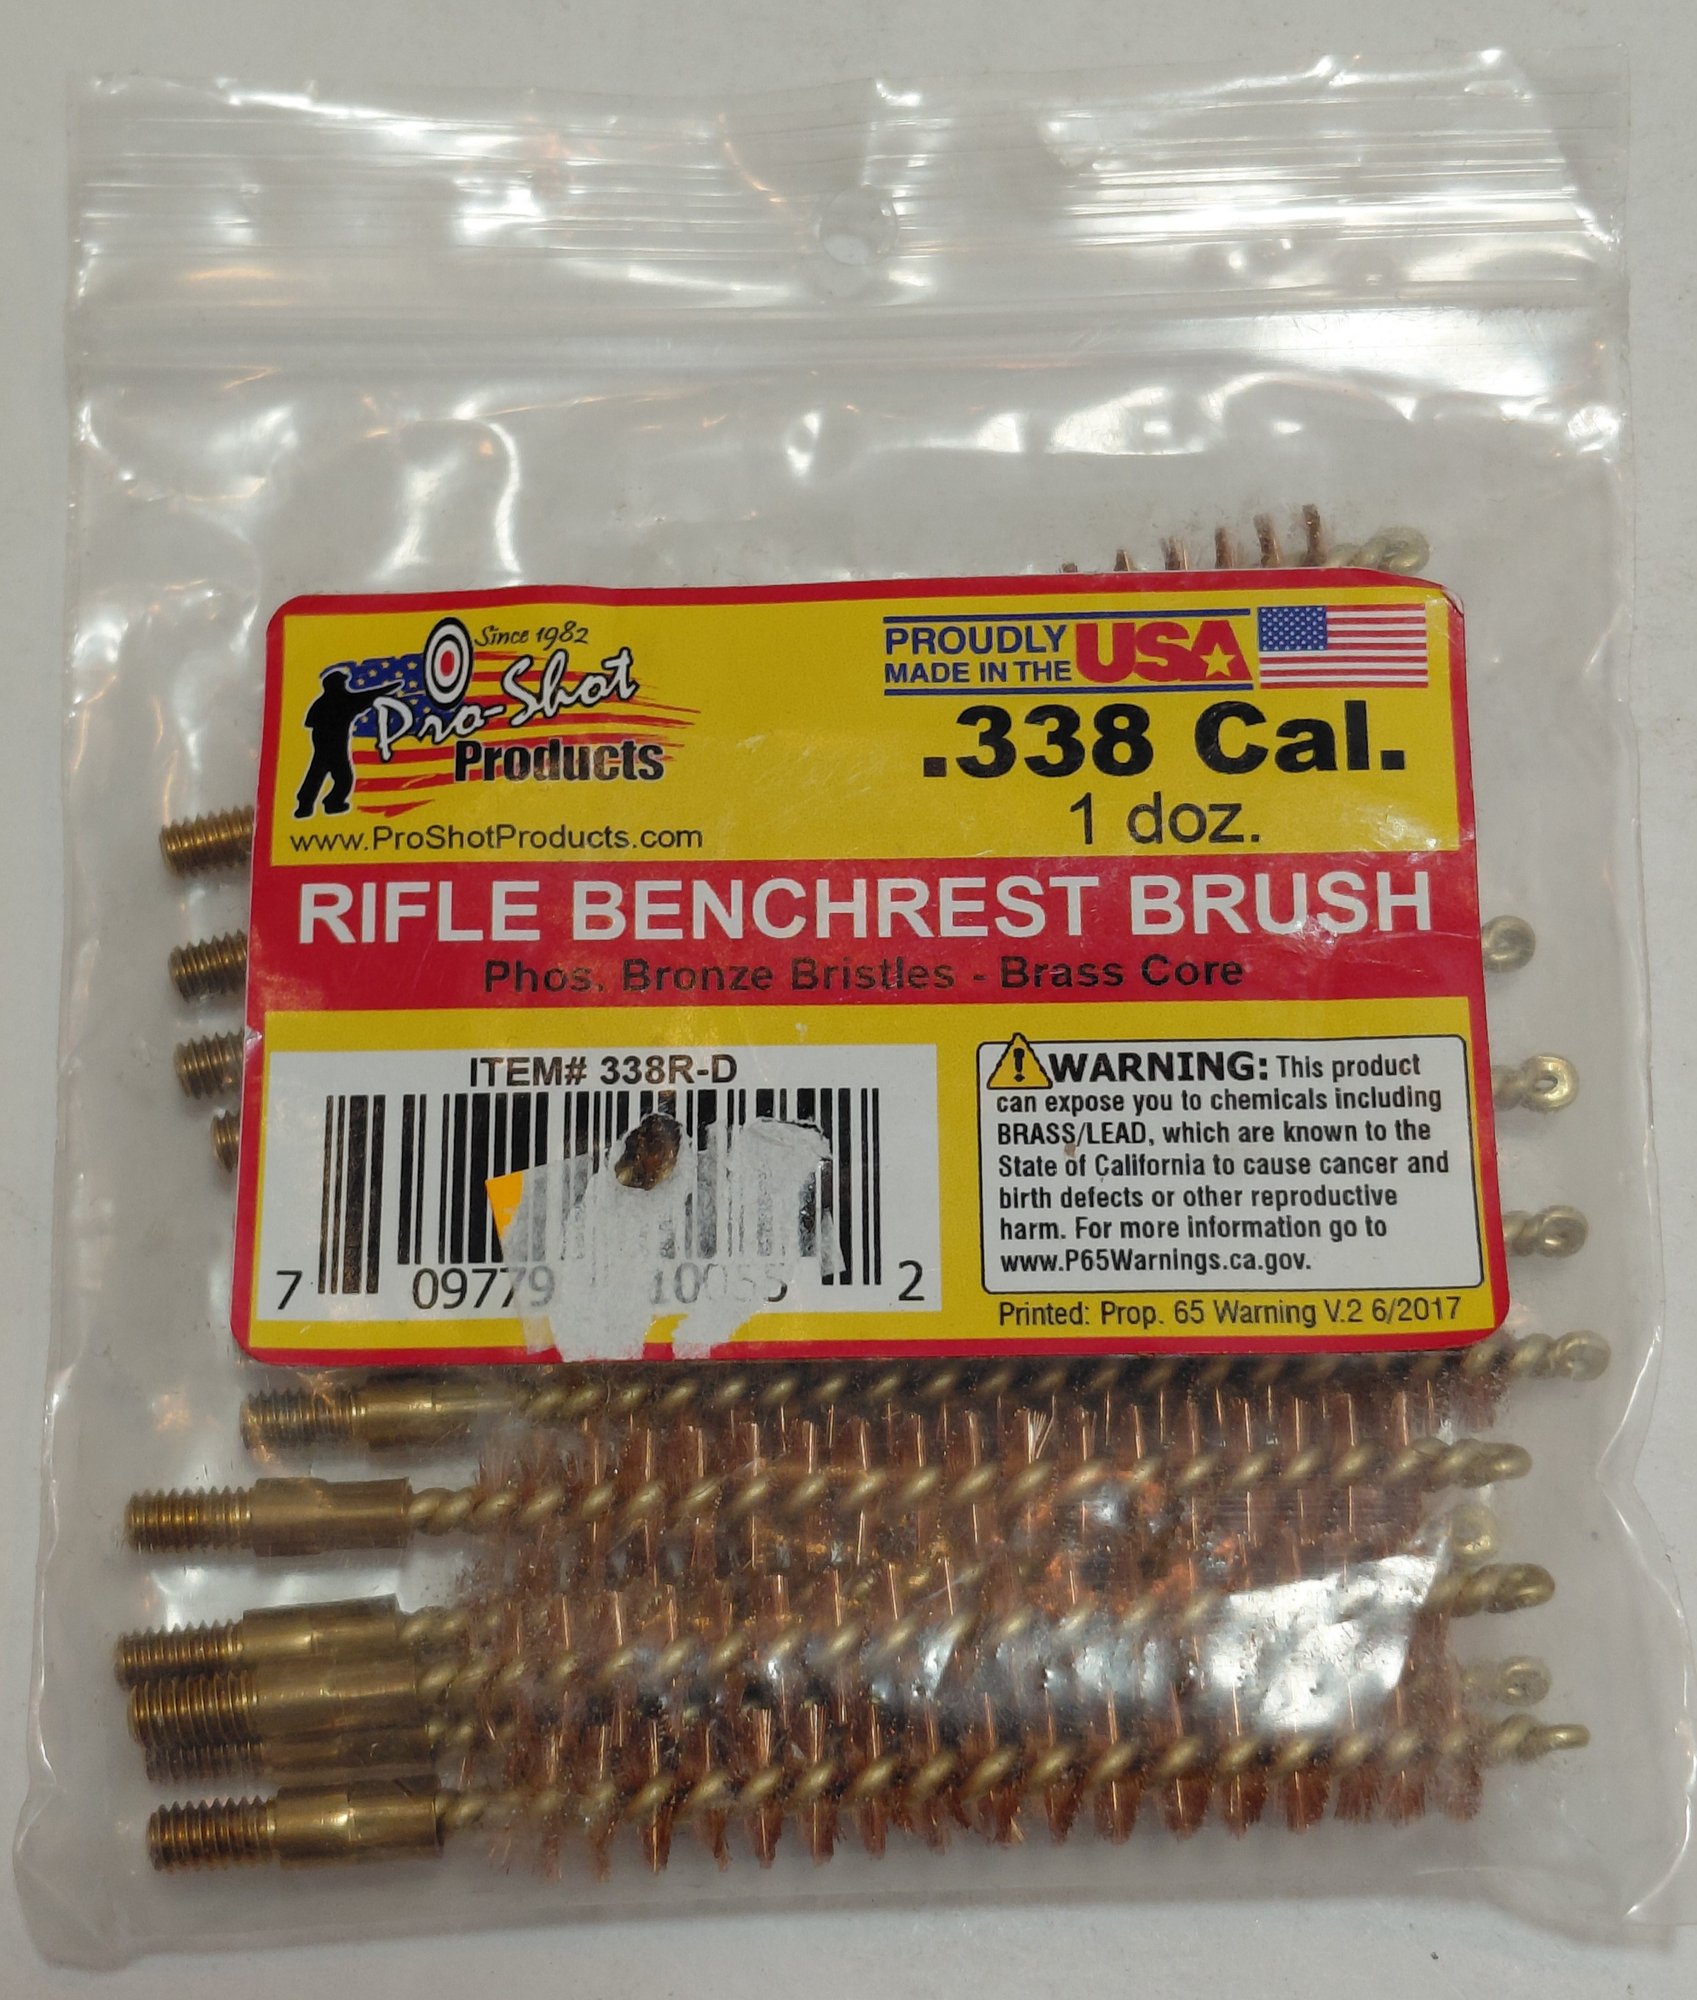 Since 1982
Pro-Shot
Products
www.ProShotProducts.com
PROUDLY
MADE IN THE USA
.338 Cal.
1 doz.
RIFLE BENCHREST BRUSH
Phos. Bronze Bristles - Brass Core
ITEM# 338R-D
7 09779 2
WARNING: This product
can expose you to chemicals including
BRASS/LEAD, which are known to the
State of California to cause cancer and
birth defects or other reproductive
harm. For more information go to
www.P65Warnings.ca.gov.
Printed: Prop. 65 Warning V.2 6/2017